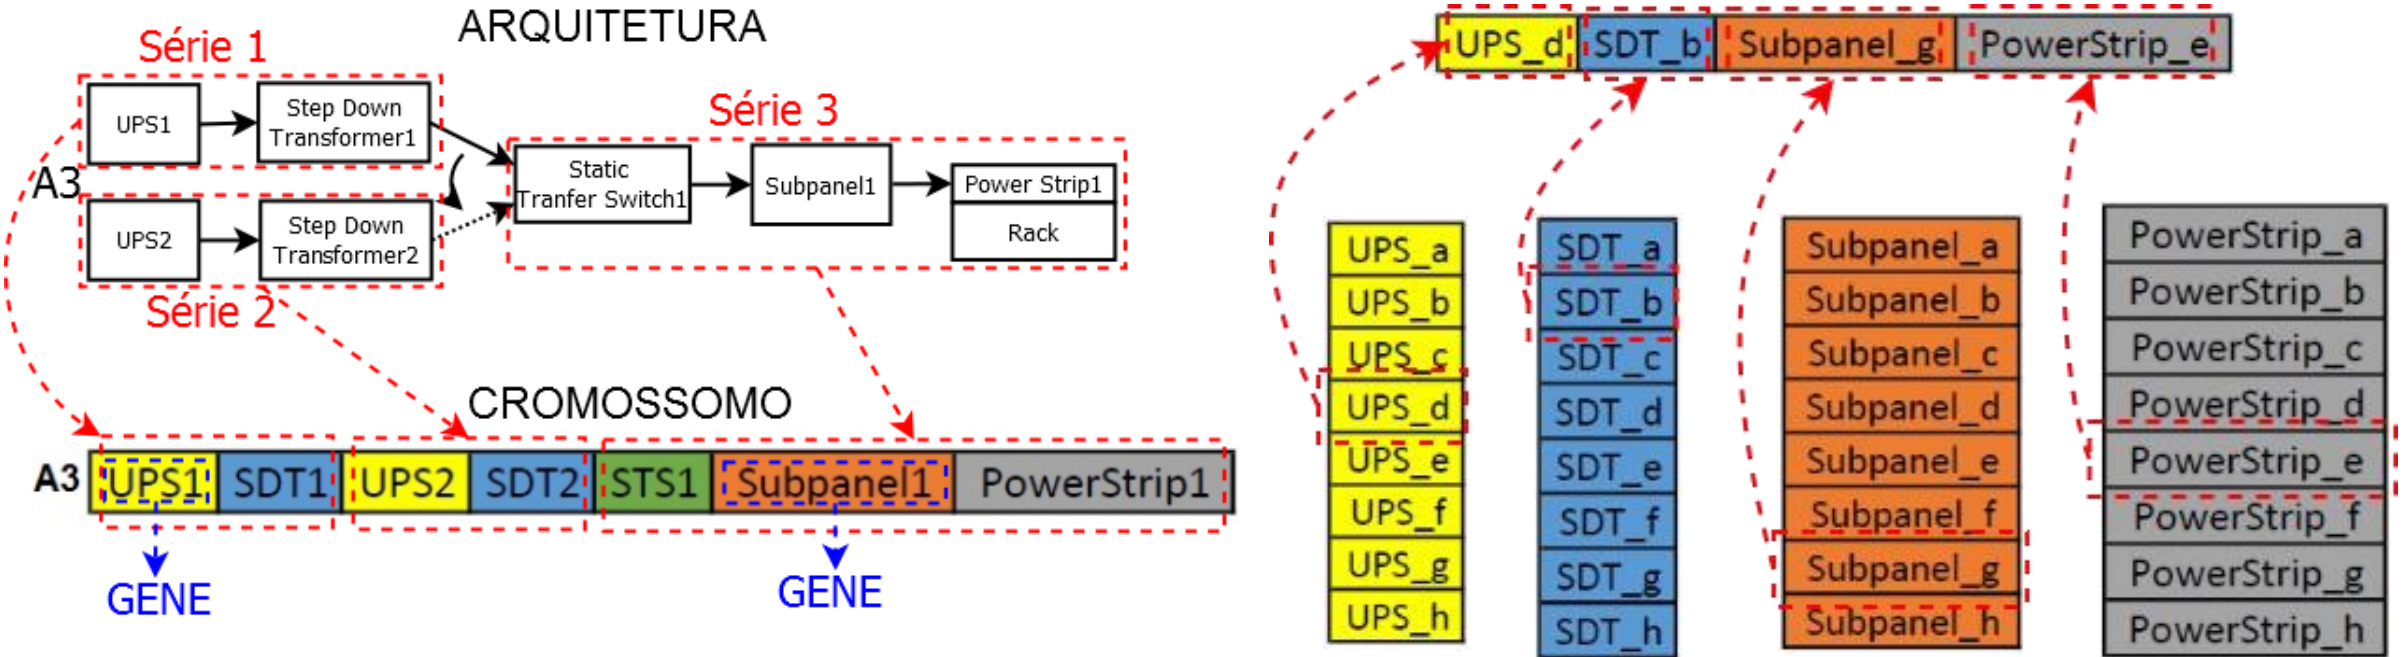 ARQUITETURA
Série 1
UPS1
Step Down
Transformer1
A3
UPS2
Step Down
Transformer2
Série 2
Série 3
Static
Tranfer Switch1
Subpanel1
Power Strip1
Rack
CROMOSSOMO
A3 UPS1 SDT1 UPS2 SDT2 STS1 Subpanel1 PowerStrip1
GENE
GENE
UPS_d SDT_b Subpanel_g PowerStrip_e
UPS_a
UPS_b
UPS_c
UPS_d
UPS_e
UPS_f
UPS_g
UPS_h
SDT_a
SDT_b
SDT_c
SDT_d
SDT_e
SDT_f
SDT_g
SDT_h
Subpanel_a
Subpanel_b
Subpanel_c
Subpanel_d
Subpanel_e
Subpanel_f
Subpanel_g
Subpanel_h
PowerStrip_a
PowerStrip_b
PowerStrip_c
PowerStrip_d
PowerStrip_e
PowerStrip_f
PowerStrip_g
PowerStrip_h